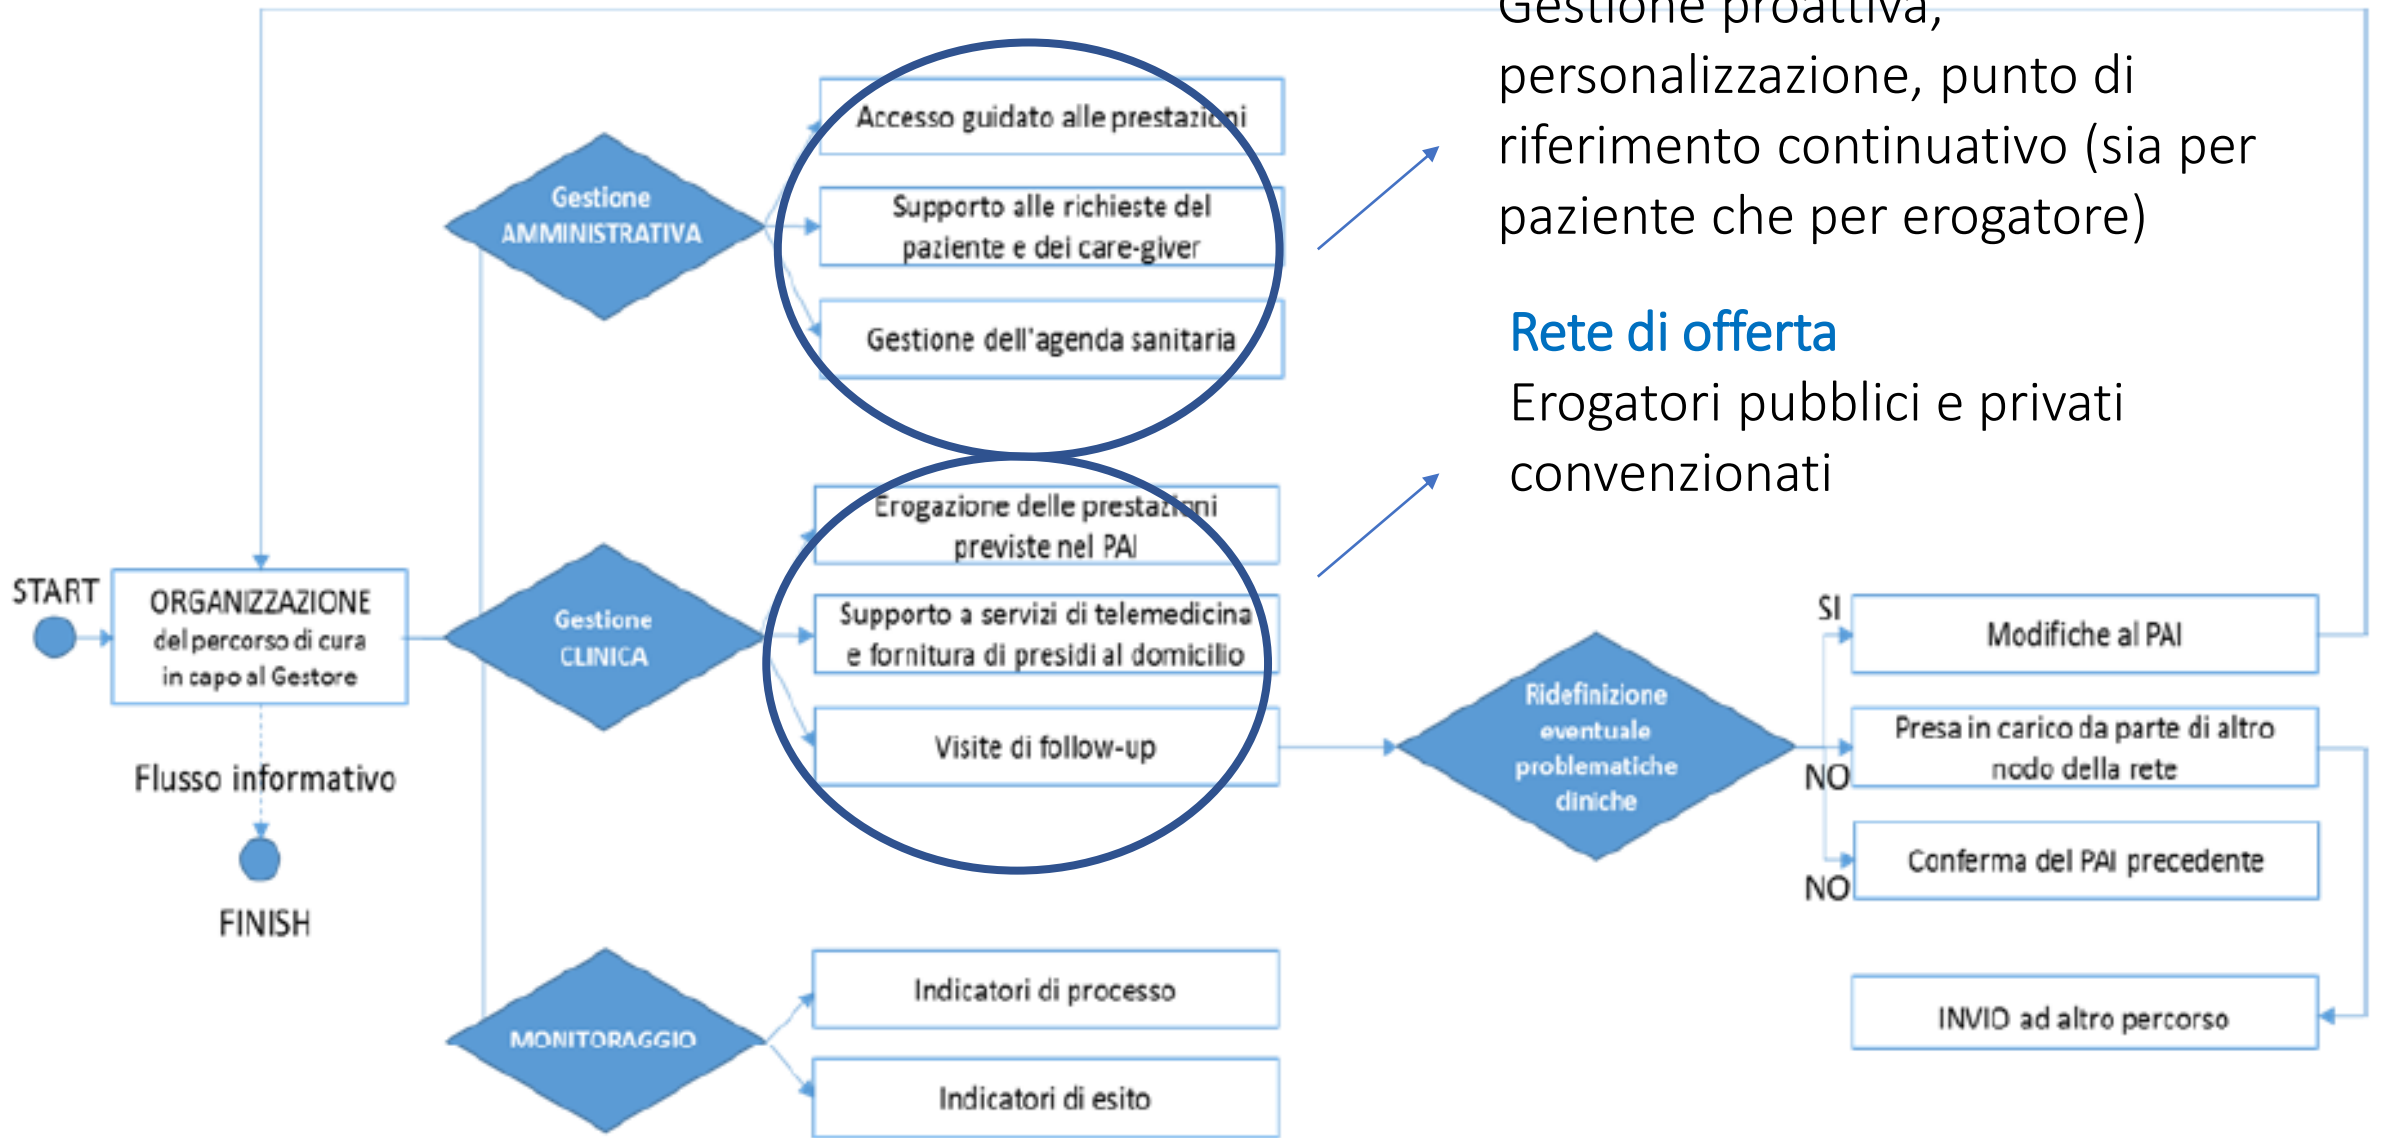 Gestione proattiva,
personalizzazione, punto di
riferimento continuativo (sia per
paziente che per erogatore)
Rete di offerta
Erogatori pubblici e privati
convenzionati
Gestione
AMMINISTRATIVA
Accesso guidato alle prestazioni
Supporto alle richieste del
paziente e dei care-giver
Gestione dell'agenda sanitaria
START
ORGANIZZAZIONE
del percorso di cura
in capo al Gestore
Flusso informativo
FINISH
Gestione
CLINICA
Erogazione delle prestazioni
previste nel PAI
Supporto a servizi di telemedicina
e fornitura di presidi al domicilio
Visite di follow-up
Ridefinizione
eventuale
problematiche
cliniche
SI
Modifiche al PAI
NO
Presa in carico da parte di altro
nodo della rete
NO
Conferma del PAI precedente
INVIO ad altro percorso
MONITORAGGIO
Indicatori di processo
Indicatori di esito